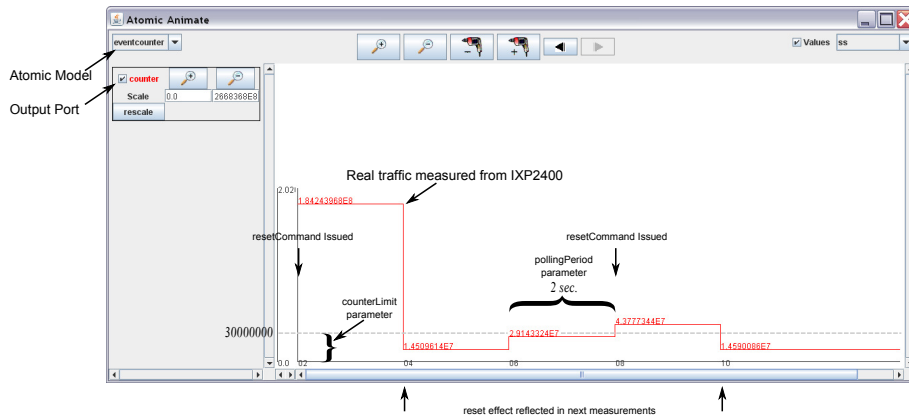 Atomic Animate
eventcounter
Values
ss
Atomic Model
counter
Output Port
Scale
0.0
2668368E8
rescale
Real traffic measured from IXP2400
2.02
1.84243968E8
resetCommand Issued
resetCommand Issued
pollingPeriod
parameter
2 sec.
counterLimit
parameter
30000000
4.3777344E7
2.9143324E7
1.4509614E7
1.4590086E7
0.0
02
04
06
08
10
reset effect reflected in next measurements